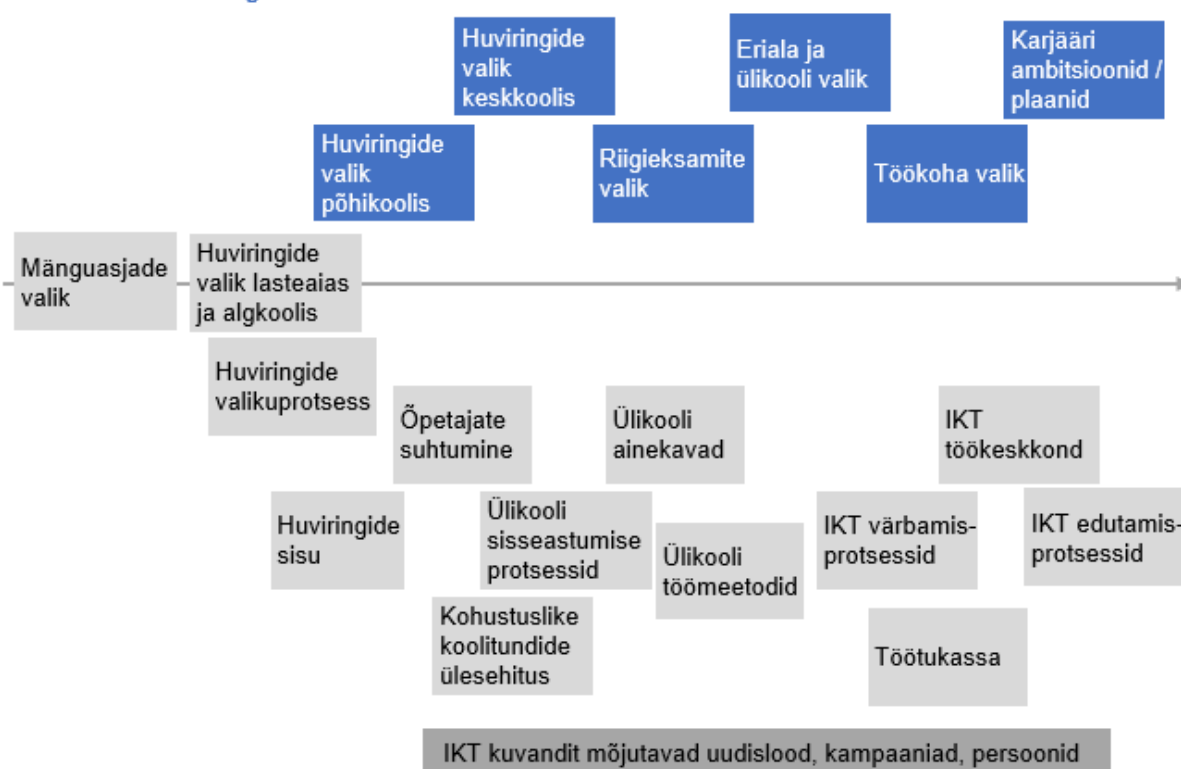 Huviringide
valik
keskkoolis
Eriala ja
ülikooli valik
Karjääri
ambitsioonid /
plaanid
Huviringide
valik
põhikoolis
Riigieksamite
valik
Töökoha valik
Mänguasjade
valik
Huviringide
valik lasteaias
ja algkoolis
Huviringide
valikuprotsess
Õpetajate
suhtumine
Ülikooli
ainekavad
IKT
töökeskkond
Huviringide
sisu
Ülikooli
sisseastumise
protsessid
Ülikooli
töömeetodid
IKT värbamis-
protsessid
IKT edutamis-
protsessid
Kohustuslike
koolitundide
ülesehitus
Töötukassa
IKT kuvandit mõjutavad uudislood, kampaaniad, persoonid